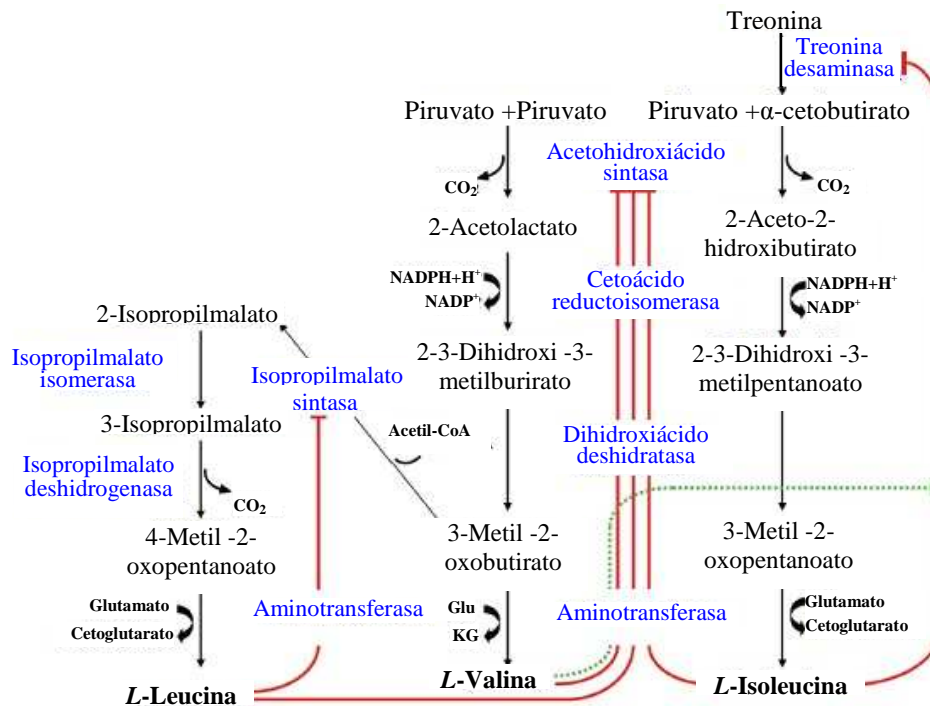 Treonina
Treonina
desaminasa
Piruvato +Piruvato
Piruvato +α-cetobutirato
Acetohidroxiácido
sintasa
CO2
CO2
2-Acetolactato
2-Aceto-2-
hidroxibutirato
NADPH+H+
NADP+
Cetoácido
reductoisomerasa
NADPH+H+
NADP+
2-Isopropilmalato
Isopropilmalato
isomerasa
Isopropilmalato
sintasa
2-3-Dihidroxi -3-
metilburirato
2-3-Dihidroxi -3-
metilpentanoato
3-Isopropilmalato
Acetil-CoA
Dihidroxiácido
deshidratasa
Isopropilmalato
deshidrogenasa
CO2
4-Metil -2-
oxopentanoato
3-Metil -2-
oxobutirato
3-Metil -2-
oxopentanoato
Glutamato
Cetoglutarato
Aminotransferasa
Glu
KG
Aminotransferasa
Glutamato
Cetoglutarato
L-Leucina
L-Valina
L-Isoleucina